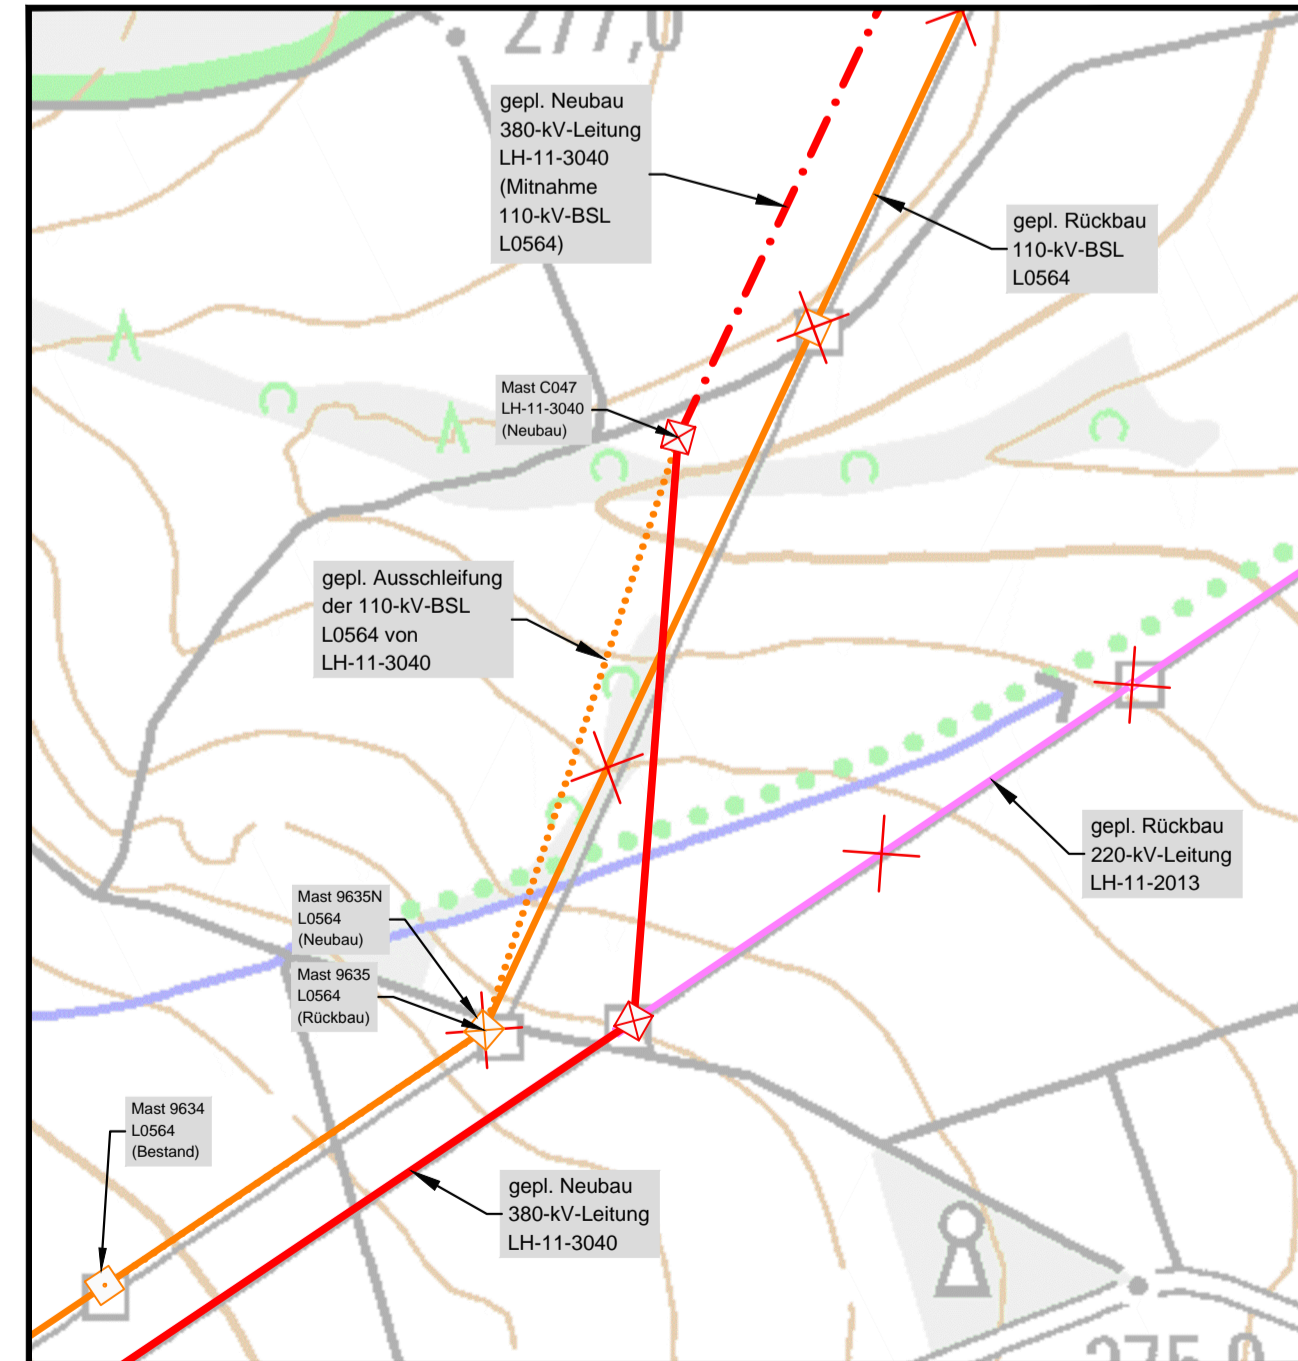 277,0
gepl. Neubau
380-kV-Leitung
LH-11-3040
(Mitnahme
110-kV-BSL
L0564)
gepl. Rückbau
110-kV-BSL
L0564
Mast C047
LH-11-3040
(Neubau)
gepl. Ausschleifung
der 110-kV-BSL
L0564 von
LH-11-3040
gepl. Rückbau
220-kV-Leitung
LH-11-2013
Mast 9635N
L0564
(Neubau)
Mast 9635
L0564
(Rückbau)
Mast 9634
L0564
(Bestand)
gepl. Neubau
380-kV-Leitung
LH-11-3040